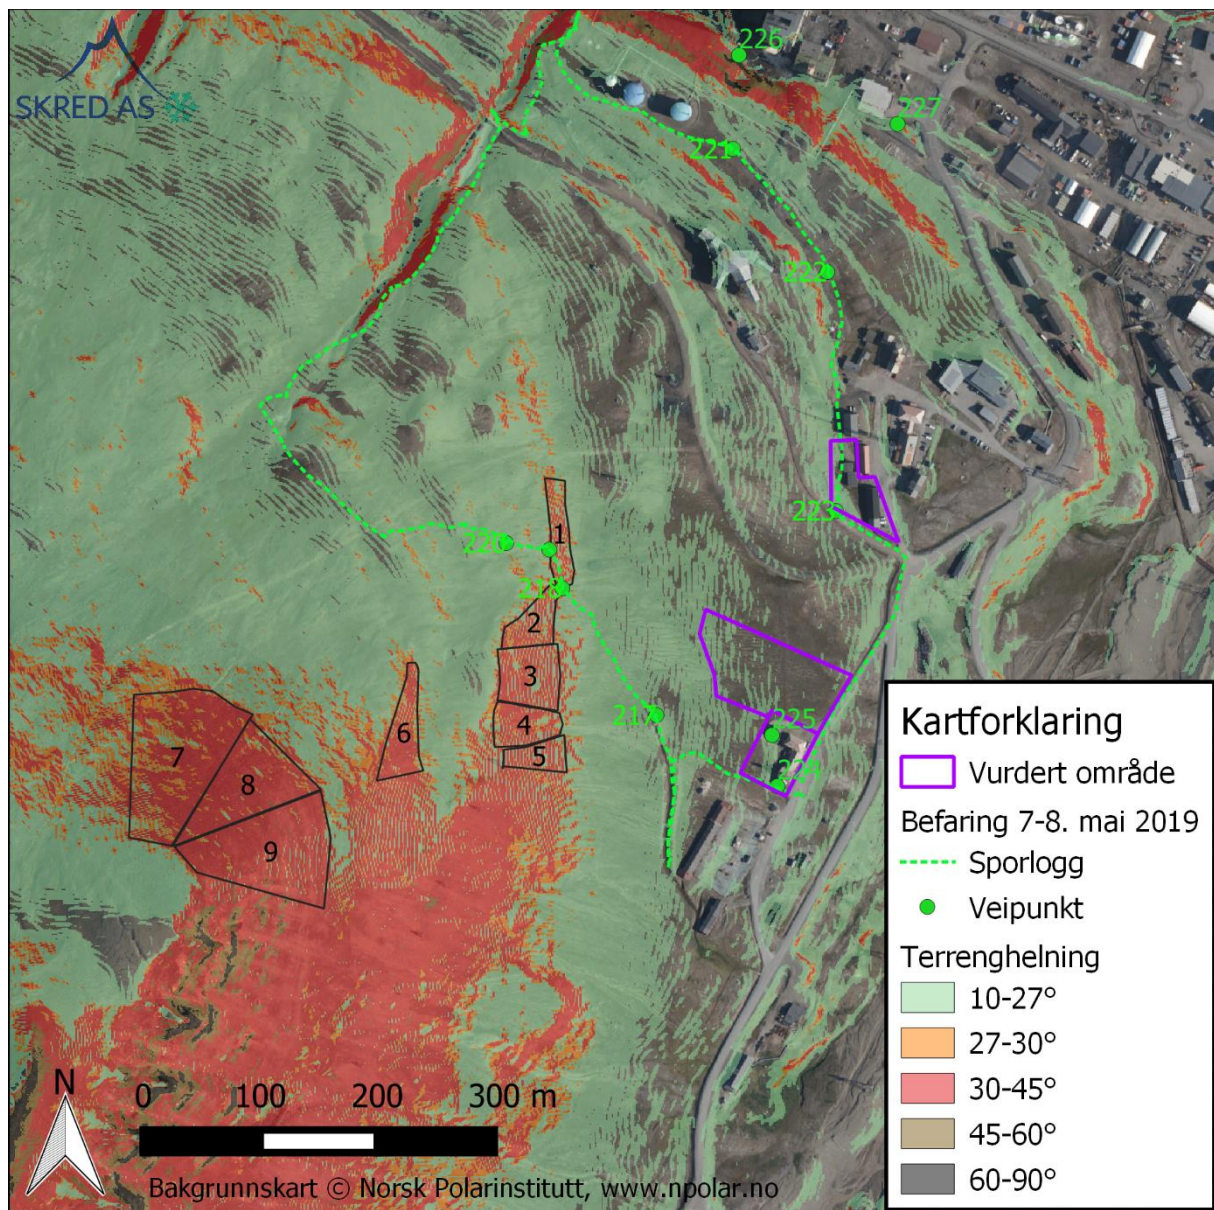 SKRED AS
226
227
221
222
223
220
1
218
2
3
217
4
225
6
5
7
8
224
9
Kartforklaring
Vurdert område
Befaring 7-8. mai 2019
Sporlogg
Veipunkt
Terrenghelning
10-27°
27-30°
30-45°
45-60°
60-90°
N
0 100 200 300 m
Bakgrunnskart © Norsk Polarinstitutt, www.npolar.no